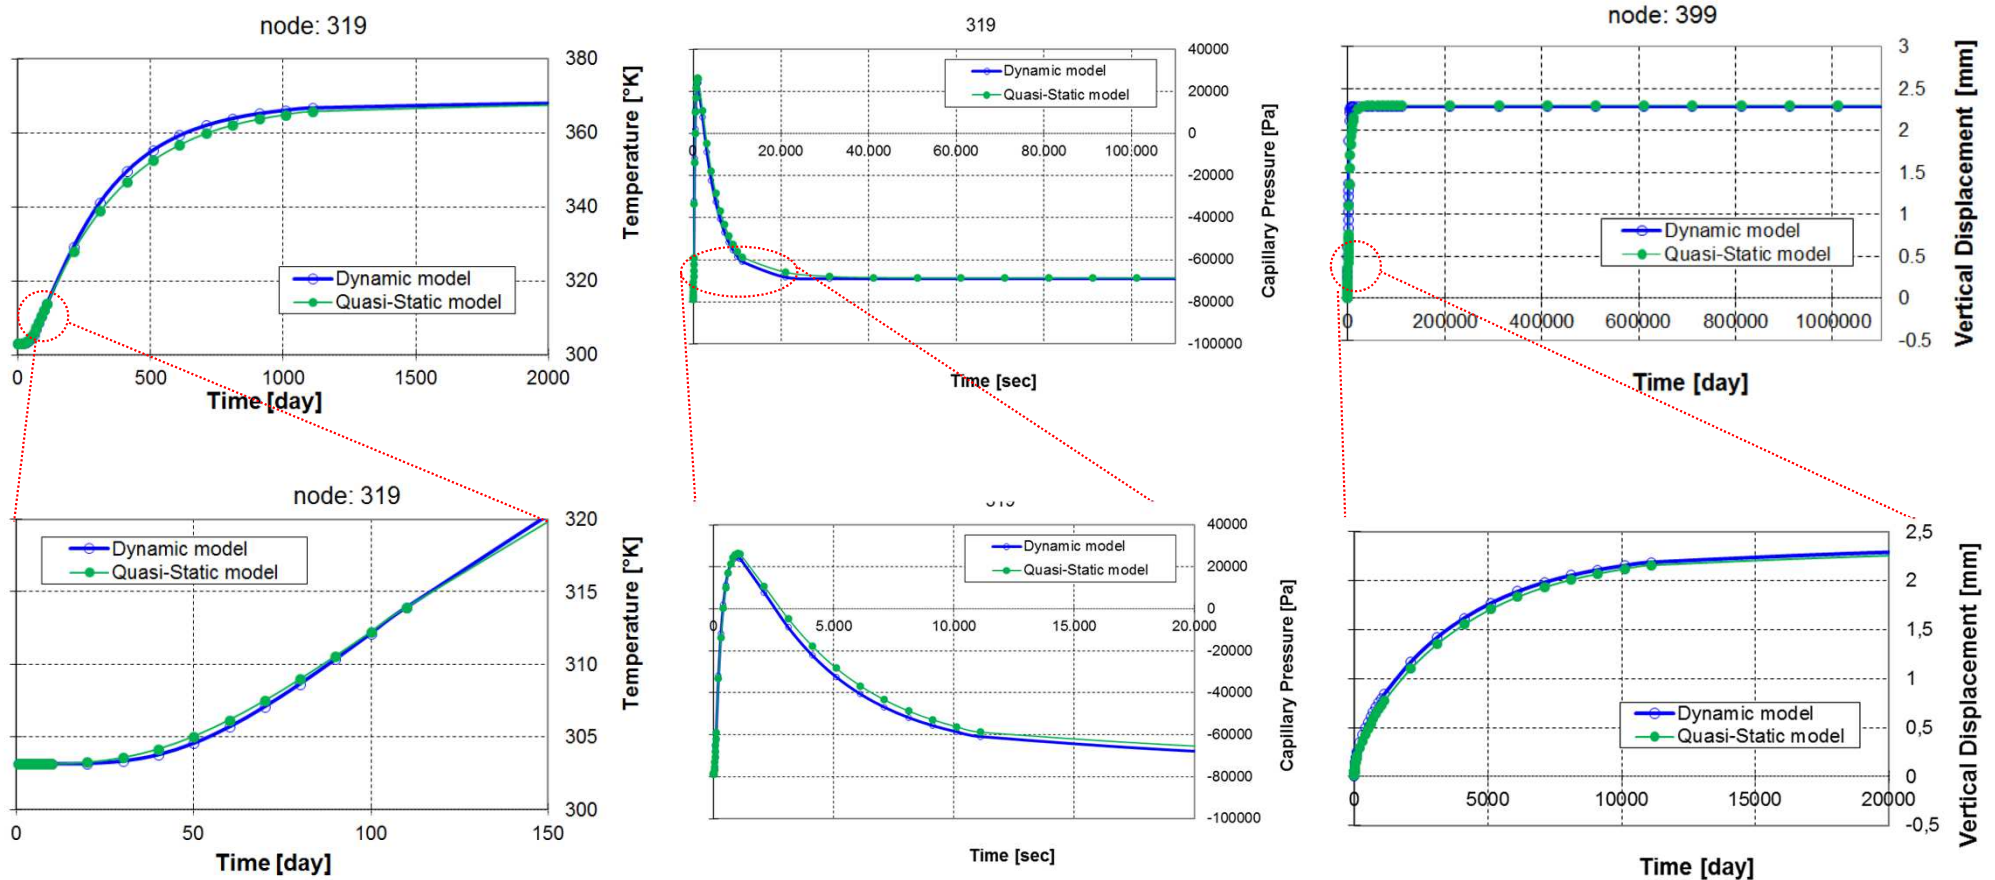 node: 319
380
360
340
320
300
0
500
1000
1500
2000
Time [day]
Temperature [°K]
Dynamic model
Quasi-Static model
319
40000
20000
0
-20000
-40000
-60000
-80000
-100000
0
20.000
40.000
60.000
80.000
100.000
Time [sec]
Capillary Pressure [Pa]
Dynamic model
Quasi-Static model
node: 399
3
2.5
2
1.5
1
0.5
0
-0.5
0
200000
400000
600000
800000
1000000
Time [day]
Vertical Displacement [mm]
Dynamic model
Quasi-Static model
node: 319
320
315
310
305
300
0
50
100
150
Time [day]
Temperature [°K]
Dynamic model
Quasi-Static model
40000
20000
0
-20000
-40000
-60000
-80000
-100000
0
5.000
10.000
15.000
20.000
Time [sec]
Capillary Pressure [Pa]
Dynamic model
Quasi-Static model
2,5
2
1,5
1
0,5
0
-0,5
0
5000
10000
15000
20000
Time [day]
Vertical Displacement [mm]
Dynamic model
Quasi-Static model